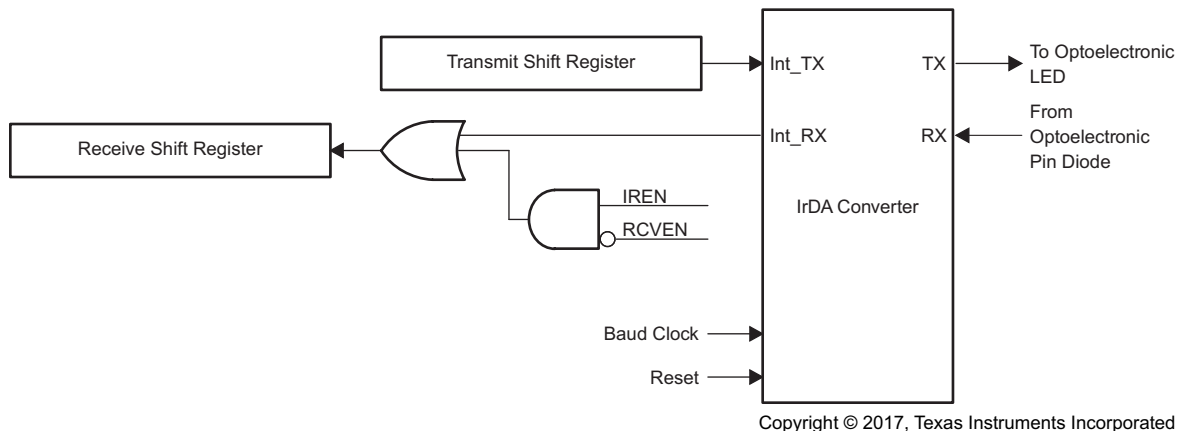 Transmit Shift Register
Int_TX
TX
To Optoelectronic
LED
Receive Shift Register
Int_RX
RX
From
Optoelectronic
Pin Diode
IREN
RCVEN
IrDA Converter
Baud Clock
Reset
Copyright © 2017, Texas Instruments Incorporated